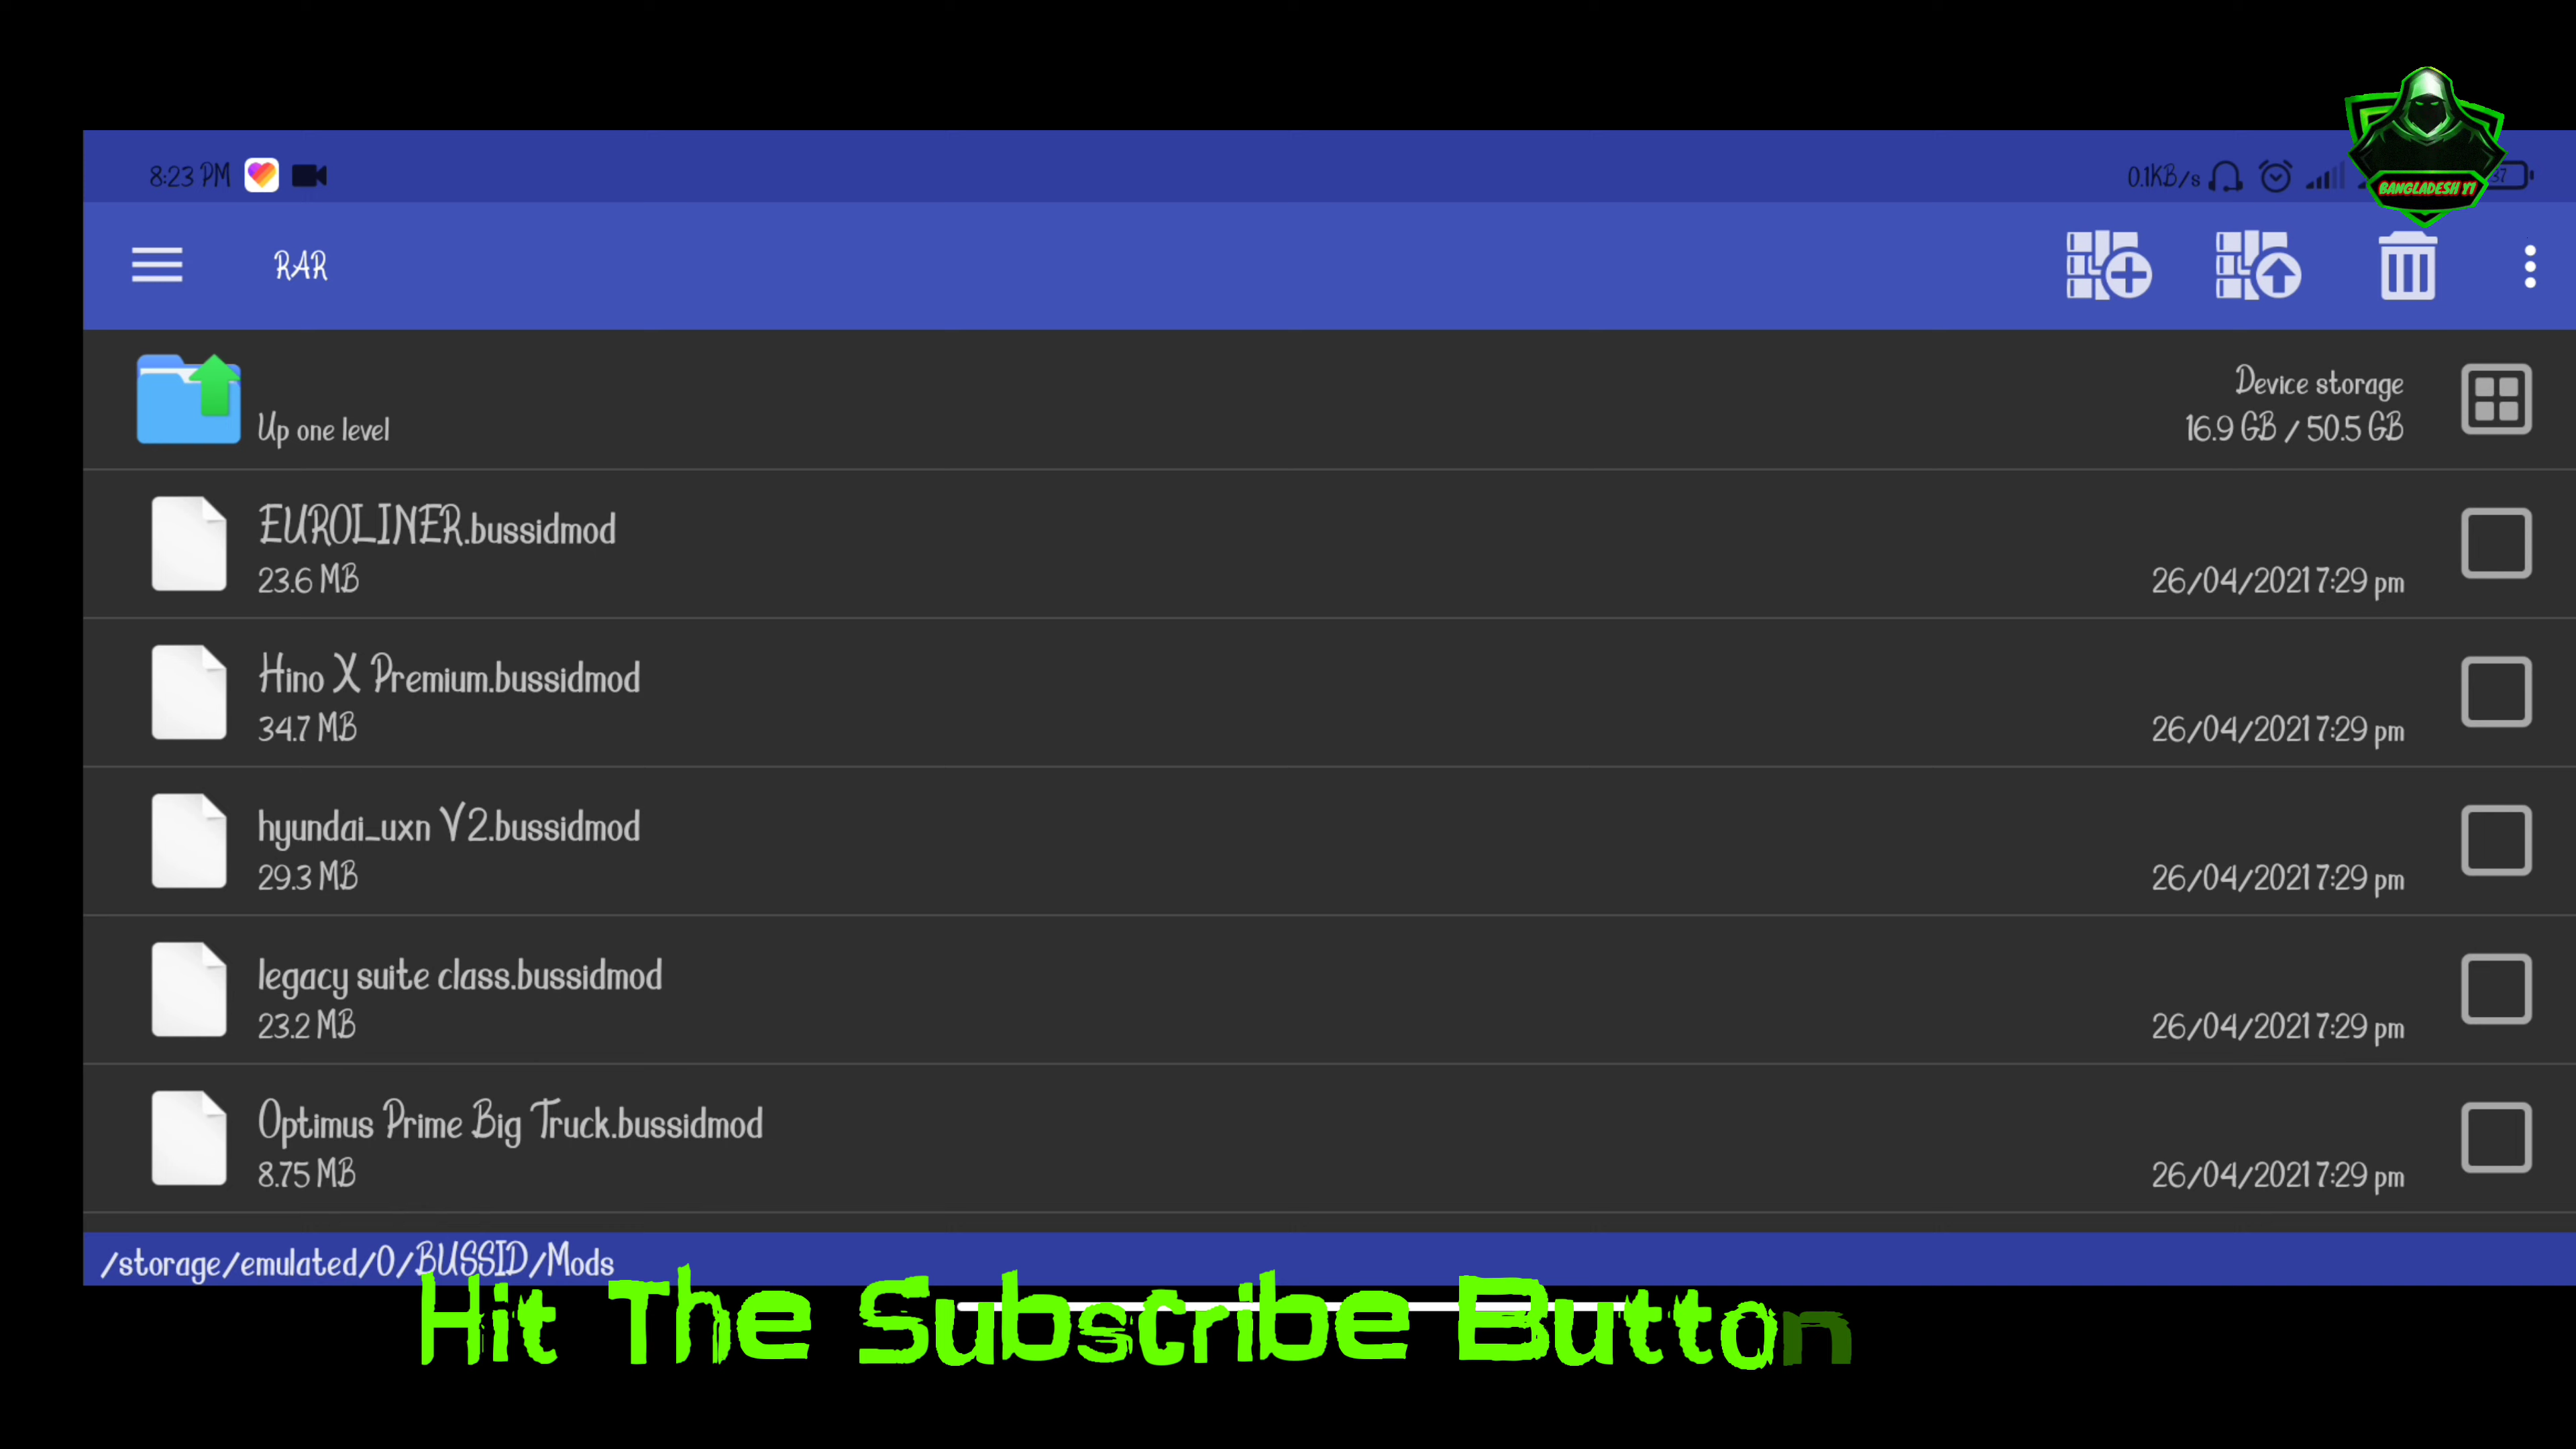 8:23 PM
0.1KB/s
37
BANGLADESH YT
RAR
Up one level
Device storage
16.9 GB / 50.5 GB
EUROLINER.bussidmod
23.6 MB
26/04/2021 7:29 pm
Hino X Premium.bussidmod
34.7 MB
26/04/2021 7:29 pm
hyundai_uxn V2.bussidmod
29.3 MB
26/04/2021 7:29 pm
legacy suite class.bussidmod
23.2 MB
26/04/2021 7:29 pm
Optimus Prime Big Truck.bussidmod
8.75 MB
26/04/2021 7:29 pm
/storage/emulated/0/BUSSID/Mods
Hit The Subscribe Button